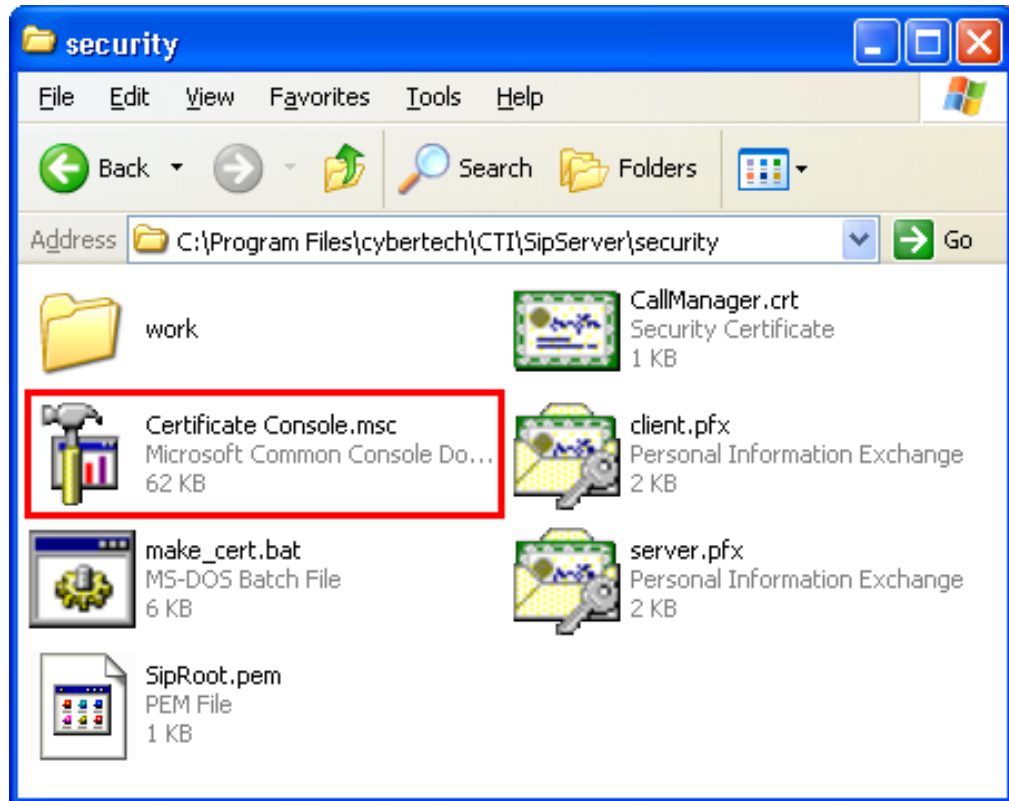 security
File Edit View Favorites Tools Help
Back Search Folders
Address C:\Program Files\cybertech\CTI\SipServer\security Go
work
CallManager.crt
Security Certificate
1 KB
Certificate Console.msc
Microsoft Common Console Do...
62 KB
client.pfx
Personal Information Exchange
2 KB
make_cert.bat
MS-DOS Batch File
6 KB
server.pfx
Personal Information Exchange
2 KB
SipRoot.pem
PEM File
1 KB